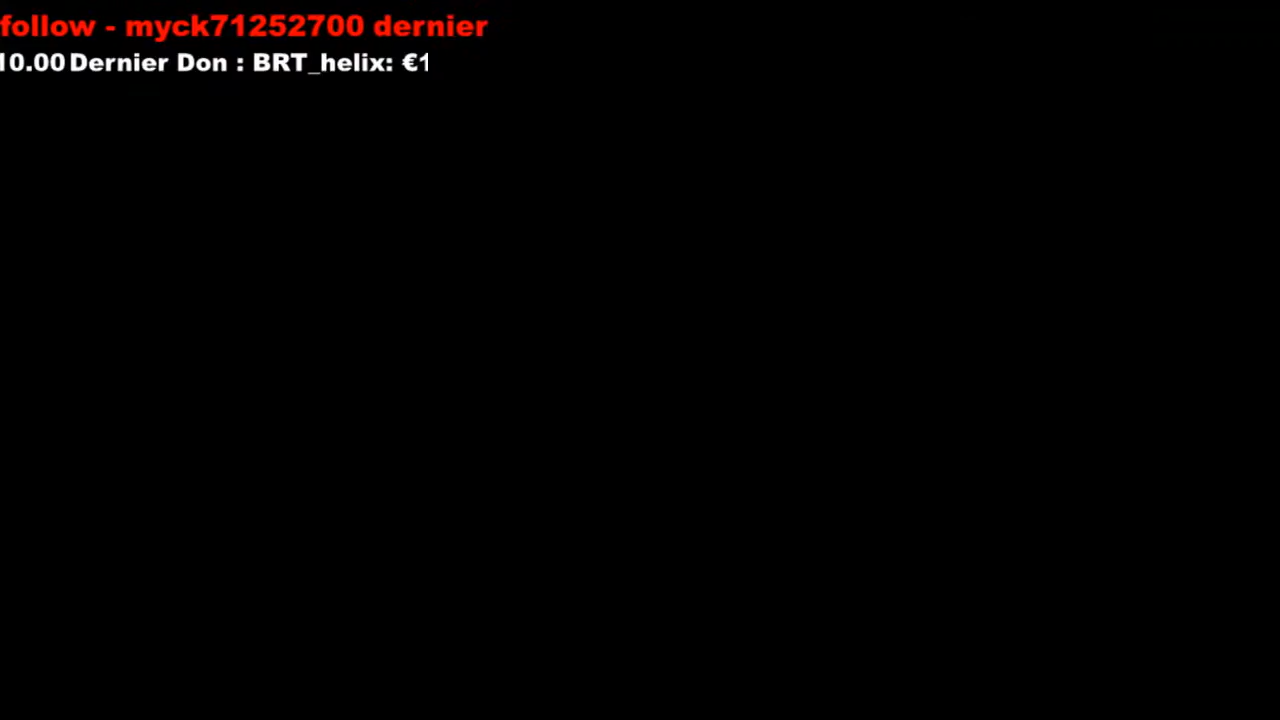 follow - myck71252700 dernier
10.00 Dernier Don : BRT_helix: €1